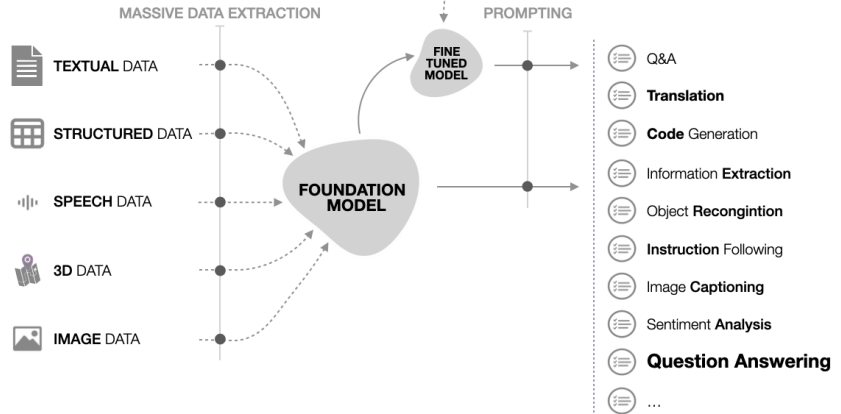 MASSIVE DATA EXTRACTION
PROMPTING
TEXTUAL DATA
STRUCTURED DATA
SPEECH DATA
3D DATA
IMAGE DATA
FOUNDATION
MODEL
FINE
TUNED
MODEL
Q&A
Translation
Code Generation
Information Extraction
Object Recongintion
Instruction Following
Image Captioning
Sentiment Analysis
Question Answering
...